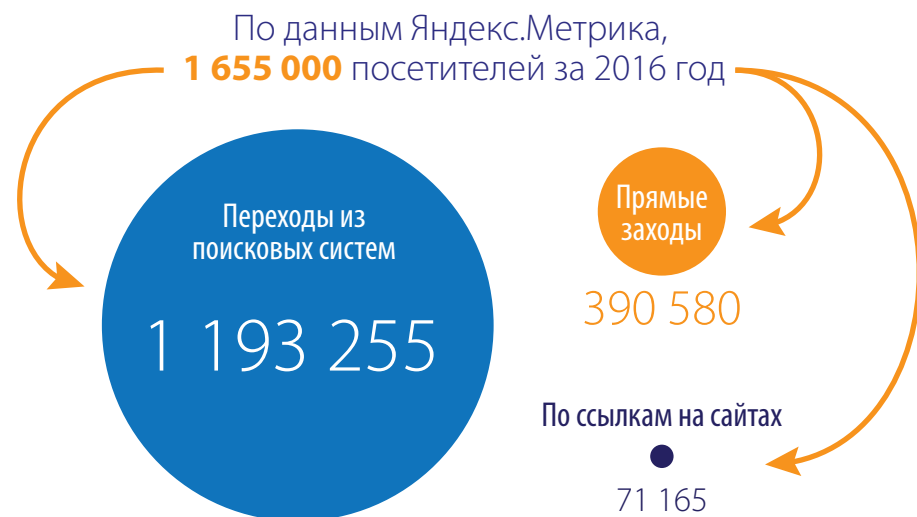 По данным Яндекс.Метрика,
1 655 000 посетителей за 2016 год
Переходы из
поисковых систем
1 193 255
Прямые
заходы
390 580
По ссылкам на сайтах
71 165